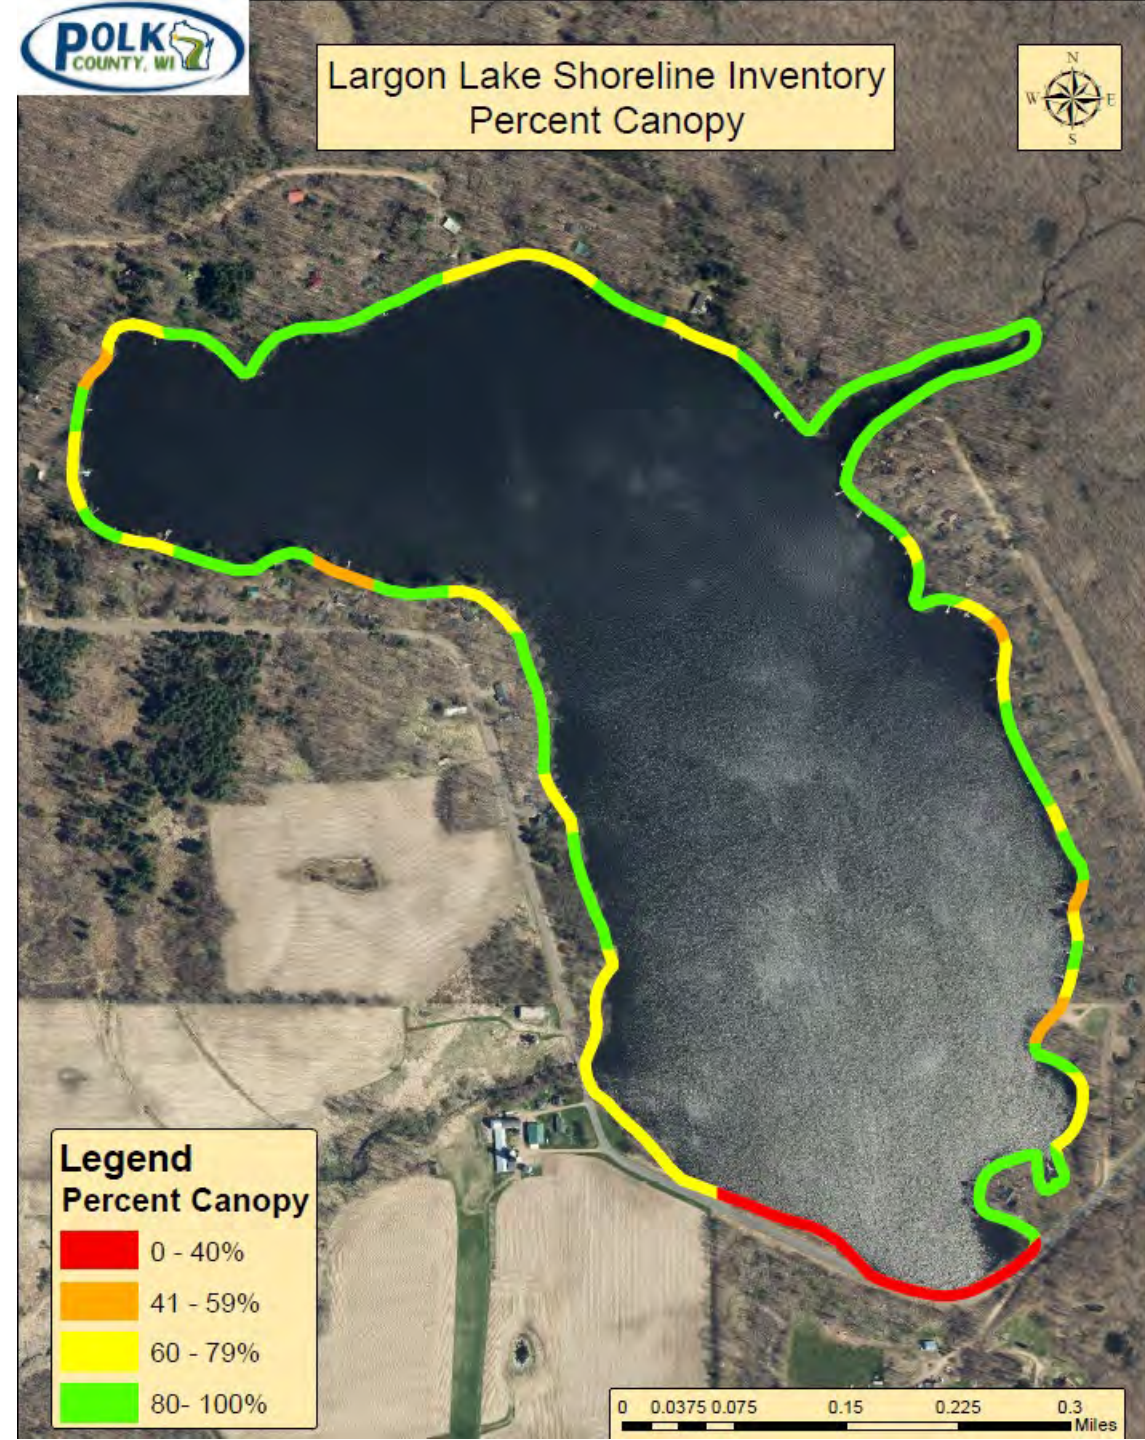 POLK
COUNTY, WI
Largon Lake Shoreline Inventory
Percent Canopy
N
W E
S
Legend
Percent Canopy
0 - 40%
41 - 59%
60 - 79%
80- 100%
0 0.0375 0.075 0.15 0.225 0.3
Miles